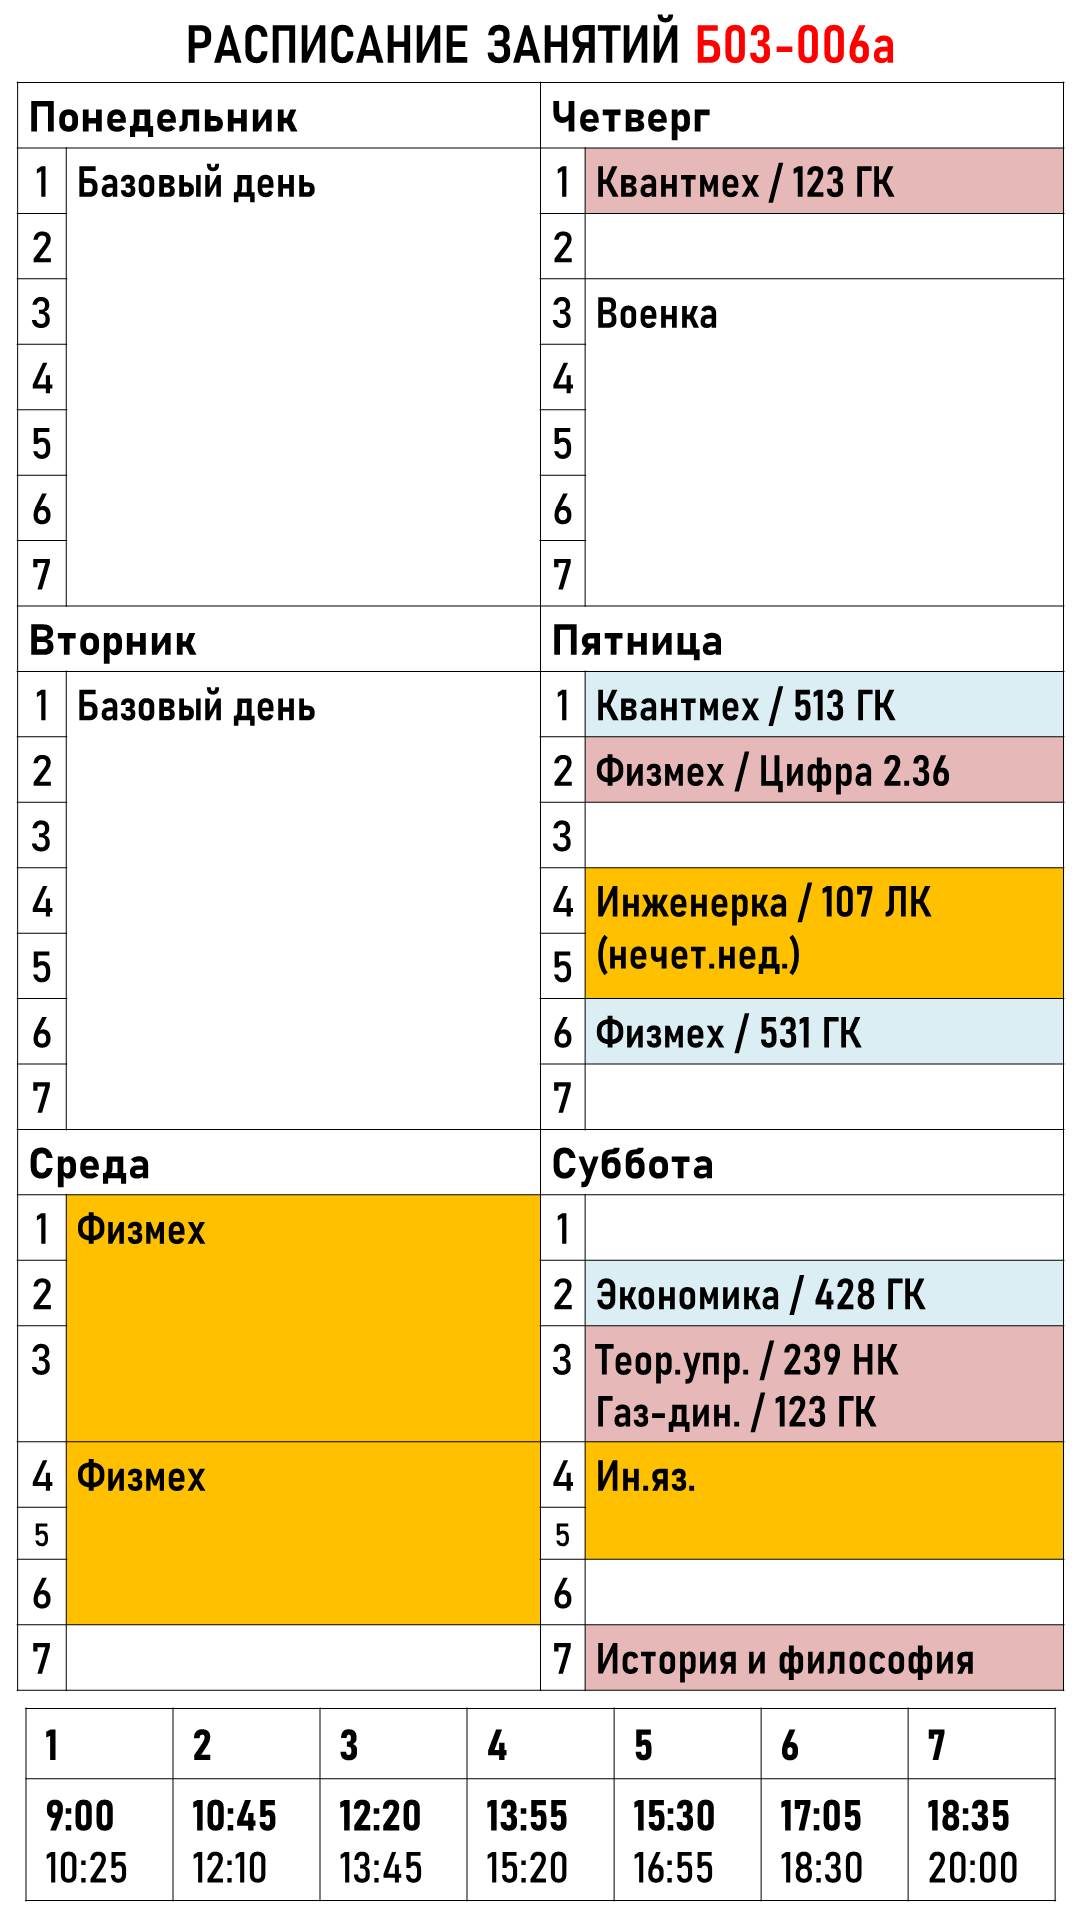 РАСПИСАНИЕ ЗАНЯТИЙ Б03-006а
Понедельник
1 Базовый день
2
3
4
5
6
7
Вторник
1 Базовый день
2
3
4
5
6
7
Среда
1 Физмех
2
3
4 Физмех
5
6
7
Четверг
1 Квантмех / 123 ГК
2
3 Военка
4
5
6
7
Пятница
1 Квантмех / 513 ГК
2 Физмех / Цифра 2.36
3
4 Инженерка / 107 ЛК
5 (нечет.нед.)
6 Физмех / 531 ГК
7
Суббота
1
2 Экономика / 428 ГК
3 Теор.упр. / 239 НК
Газ-дин. / 123 ГК
4 Ин.яз.
5
6
7 История и философия
1 2 3 4 5 6 7
9:00 10:45 12:20 13:55 15:30 17:05 18:35
10:25 12:10 13:45 15:20 16:55 18:30 20:00